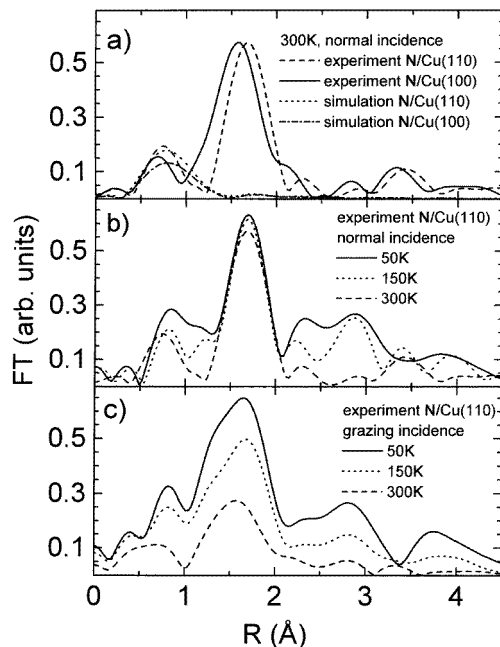 a)
300K, normal incidence
experiment N/Cu(110)
experiment N/Cu(100)
simulation N/Cu(110)
simulation N/Cu(100)
0.5
0.3
0.1
b)
experiment N/Cu(110)
normal incidence
50K
150K
300K
0.5
0.3
0.1
c)
experiment N/Cu(110)
grazing incidence
50K
150K
300K
0.5
0.3
0.1
FT (arb. units)
0 1 2 3 4
R (Å)